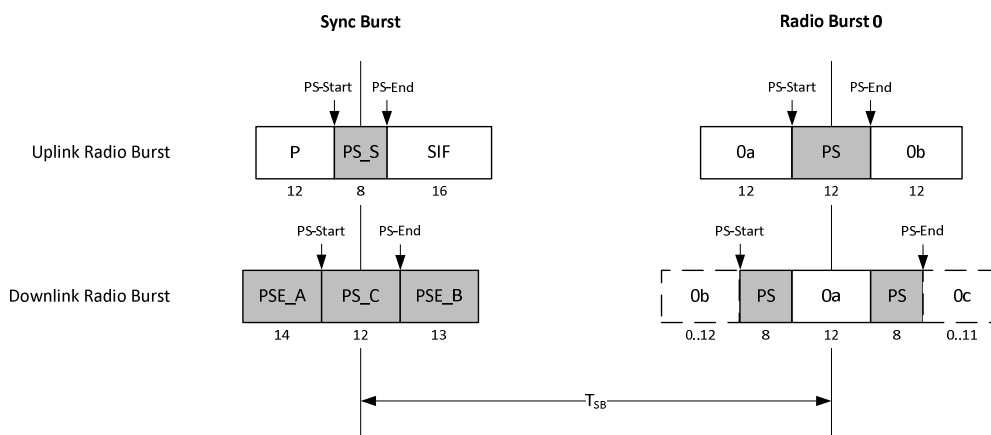 Sync Burst Radio Burst 0
PS-Start PS-End PS-Start PS-End
Uplink Radio Burst P PS_S SIF 0a PS 0b
12 8 16 12 12 12
PS-Start PS-End PS-Start PS-End
Downlink Radio Burst PSE_A PS_C PSE_B 0b PS 0a PS 0c
14 12 13 0..12 8 12 8 0..11
TSB